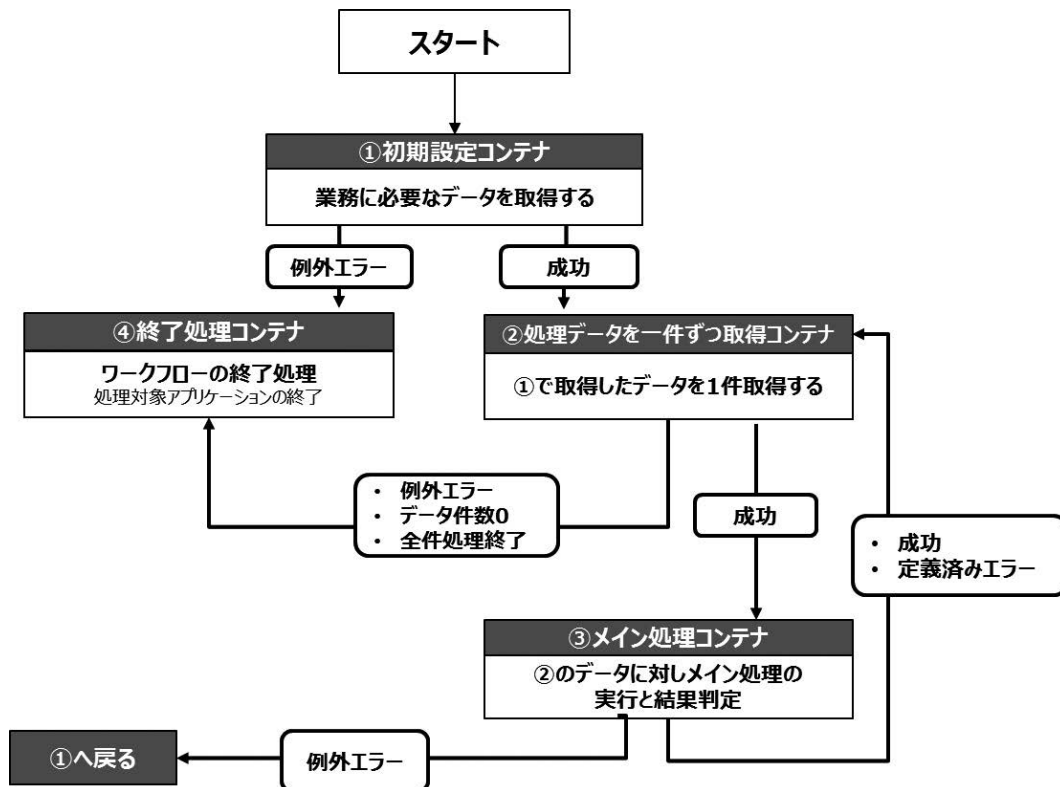 スタート
①初期設定コンテナ
業務に必要なデータを取得する
例外エラー
成功
④終了処理コンテナ
ワークフローの終了処理
処理対象アプリケーションの終了
②処理データを一件ずつ取得コンテナ
①で取得したデータを1件取得する
• 例外エラー
• データ件数0
• 全件処理終了
成功
• 成功
• 定義済みエラー
③メイン処理コンテナ
②のデータに対しメイン処理の
実行と結果判定
①へ戻る
例外エラー